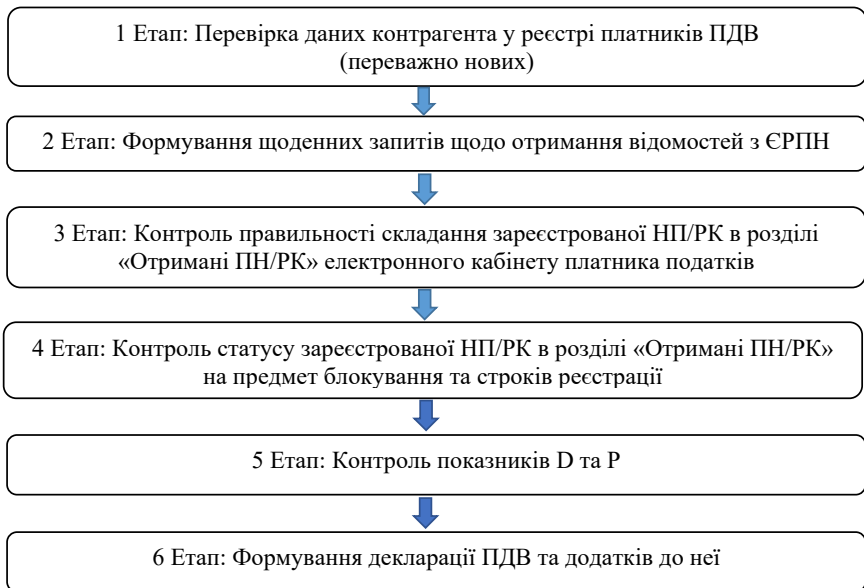 1 Етап: Перевірка даних контрагента у реєстрі платників ПДВ
(переважно нових)
2 Етап: Формування щоденних запитів щодо отримання відомостей з ЄРПН
3 Етап: Контроль правильності складання зареєстрованої НП/РК в розділі
«Отримані ПН/РК» електронного кабінету платника податків
4 Етап: Контроль статусу зареєстрованої НП/РК в розділі «Отримані ПН/РК»
на предмет блокування та строків реєстрації
5 Етап: Контроль показників D та P
6 Етап: Формування декларації ПДВ та додатків до неї